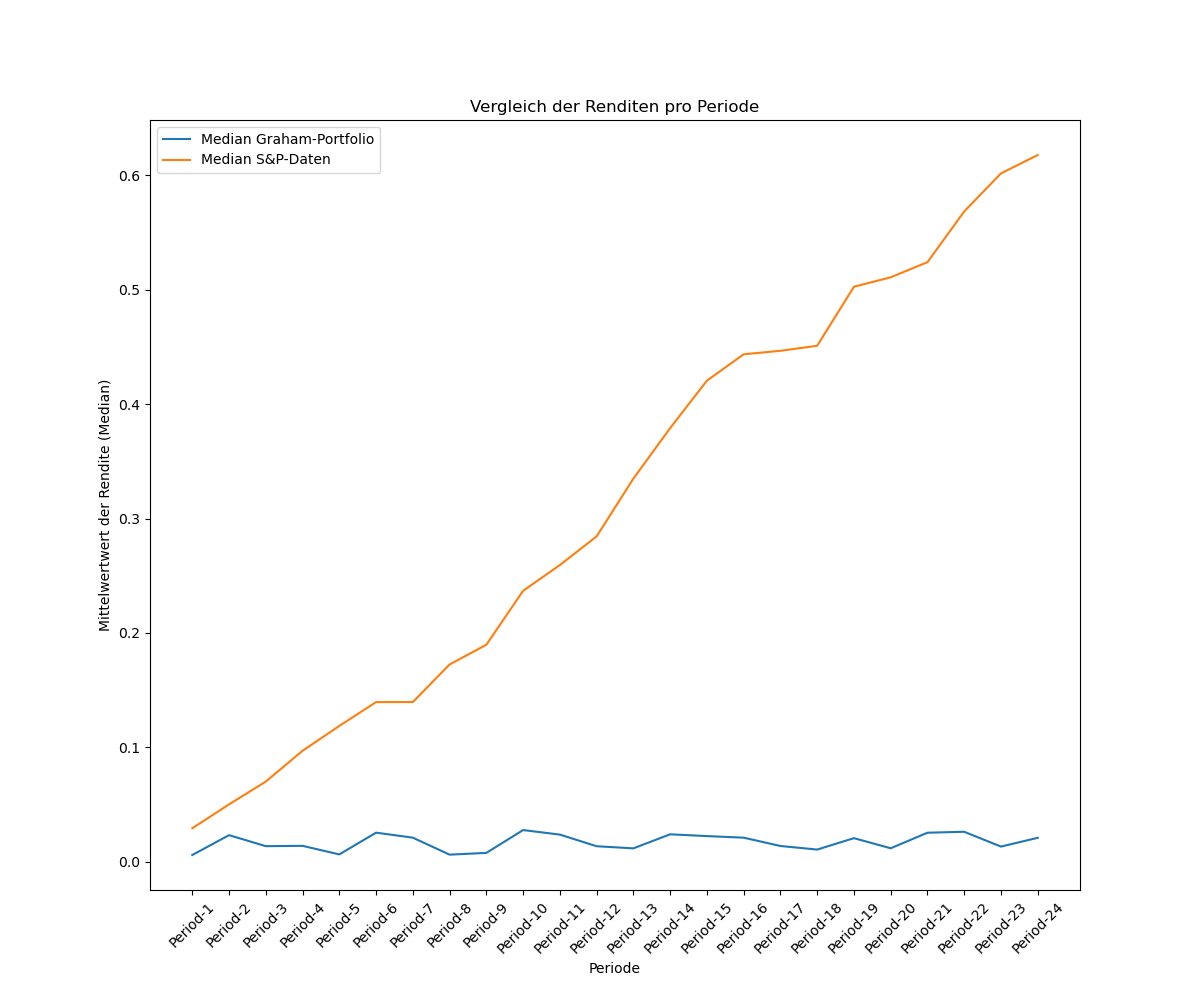 Vergleich der Renditen pro Periode
Median Graham-Portfolio
Median S&P-Daten
Mittelwertwert der Rendite (Median)
0.6
0.5
0.4
0.3
0.2
0.1
0.0
Period-1
Period-2
Period-3
Period-4
Period-5
Period-6
Period-7
Period-8
Period-9
Period-10
Period-11
Period-12
Period-13
Period-14
Period-15
Period-16
Period-17
Period-18
Period-19
Period-20
Period-21
Period-22
Period-23
Period-24
Periode